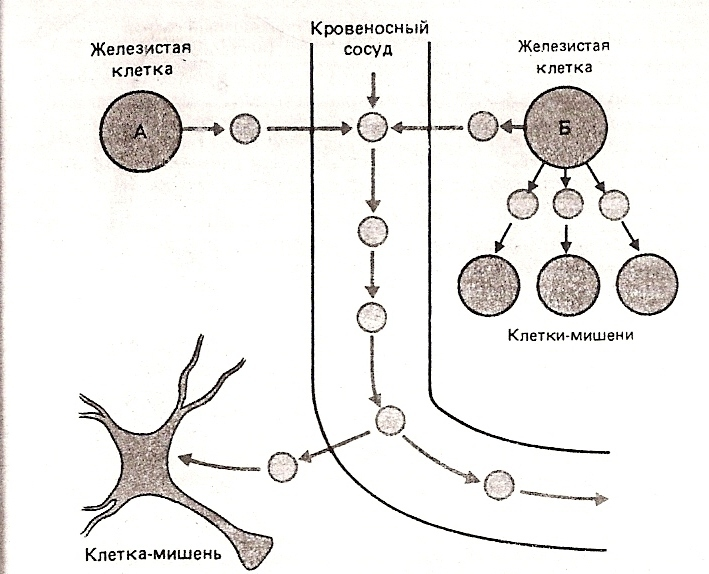 Кровеносный
сосуд
Железистая
клетка
Железистая
клетка
А
Б
Клетки-мишени
Клетка-мишень